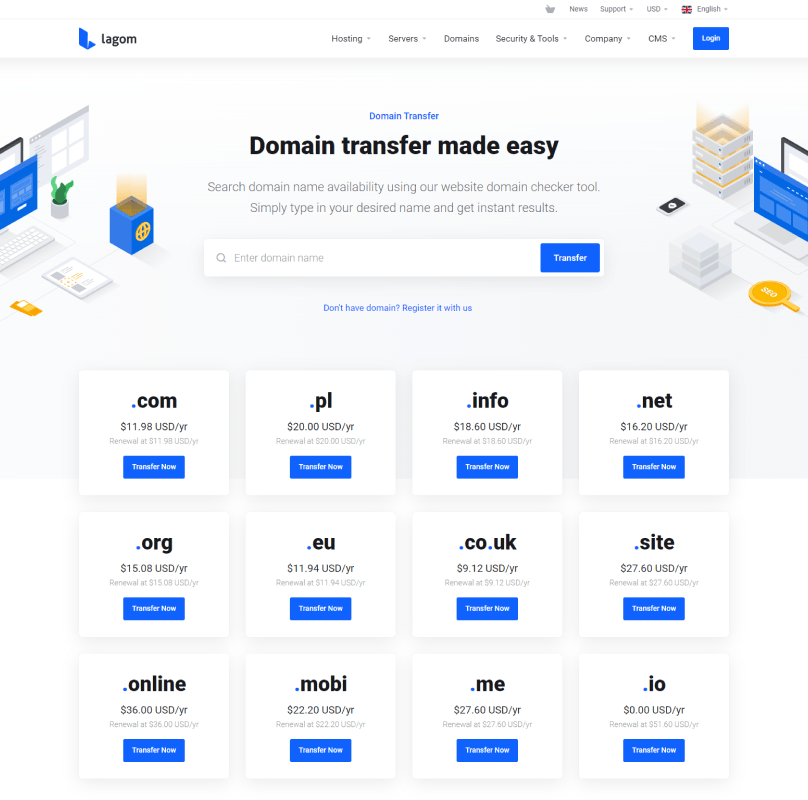 News Support USD English
lagom
Hosting Servers Domains Security & Tools Company CMS Login
Domain Transfer
Domain transfer made easy
Search domain name availability using our website domain checker tool.
Simply type in your desired name and get instant results.
Enter domain name Transfer
Don't have domain? Register it with us
SEO
.com .pl .info .net
$11.98 USD/yr $20.00 USD/yr $18.60 USD/yr $16.20 USD/yr
Renewal at $11.98 USD/yr Renewal at $20.00 USD/yr Renewal at $18.60 USD/yr Renewal at $16.20 USD/yr
Transfer Now Transfer Now Transfer Now Transfer Now
.org .eu .co.uk .site
$15.08 USD/yr $11.94 USD/yr $9.12 USD/yr $27.60 USD/yr
Renewal at $15.08 USD/yr Renewal at $11.94 USD/yr Renewal at $9.12 USD/yr Renewal at $27.60 USD/yr
Transfer Now Transfer Now Transfer Now Transfer Now
.online .mobi .me .io
$36.00 USD/yr $22.20 USD/yr $27.60 USD/yr $0.00 USD/yr
Renewal at $36.00 USD/yr Renewal at $22.20 USD/yr Renewal at $27.60 USD/yr Renewal at $51.60 USD/yr
Transfer Now Transfer Now Transfer Now Transfer Now